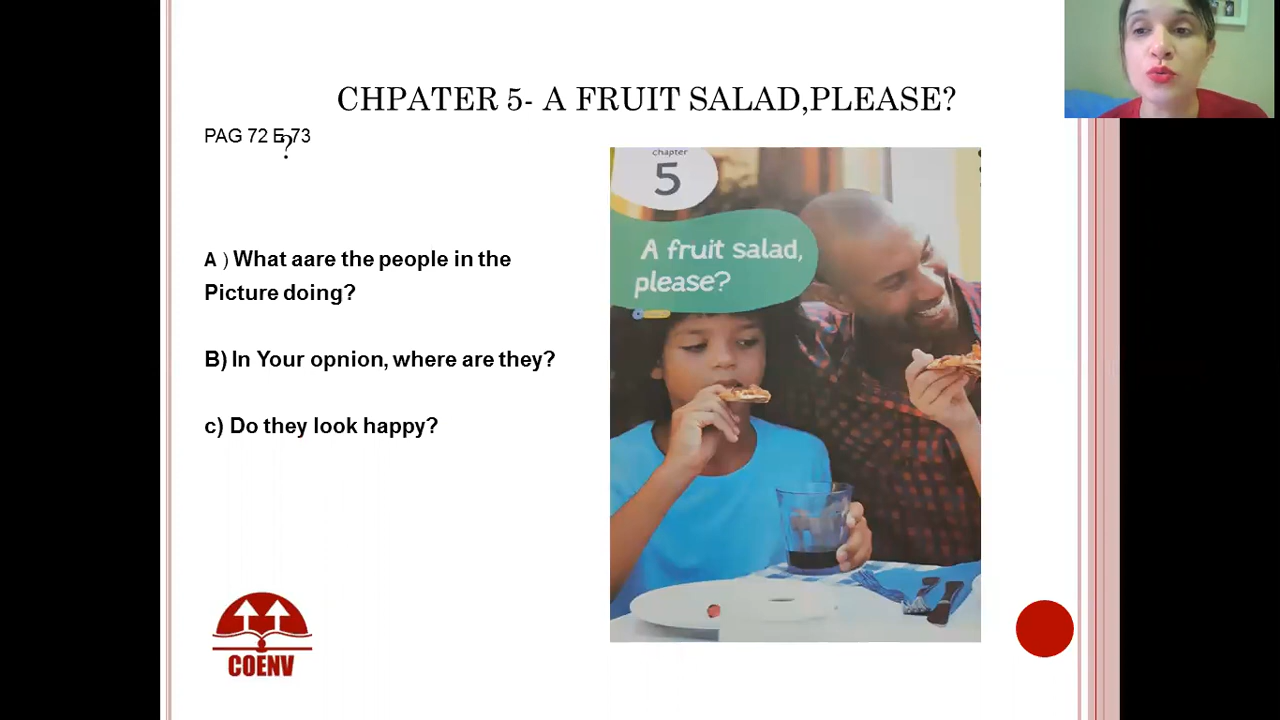 CHPATER 5- A FRUIT SALAD,PLEASE?
PAG 72 E 73
?
A ) What aare the people in the
Picture doing?
B) In Your opnion, where are they?
c) Do they look happy?
chapter
5
A fruit salad,
please?
COENV